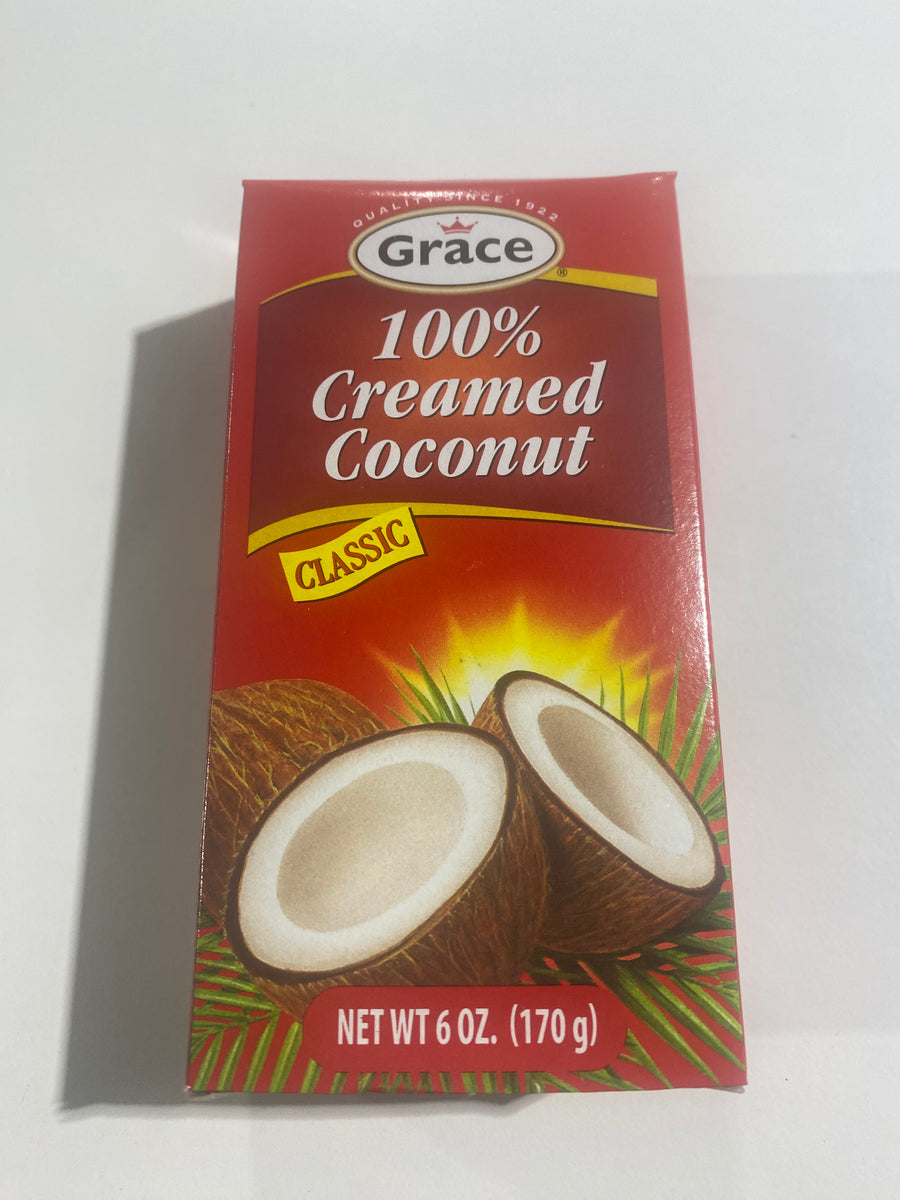 QUALITY SINCE 1922
Grace
®
100%
Creamed
Coconut
CLASSIC
NET WT 6 OZ. (170 g)